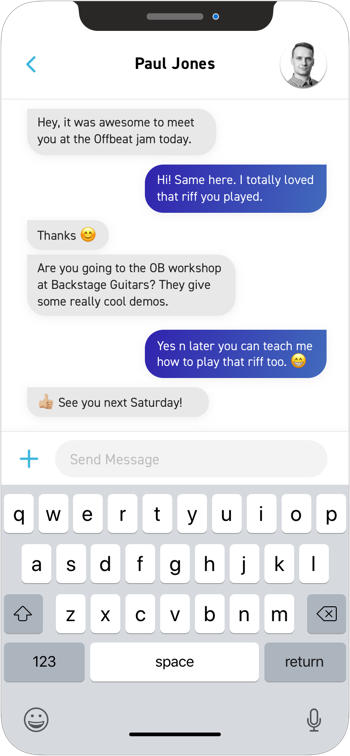 Paul Jones
Hey, it was awesome to meet
you at the Offbeat jam today.
Hi! Same here. I totally loved
that riff you played.
Thanks 😊
Are you going to the OB workshop
at Backstage Guitars? They give
some really cool demos.
Yes n later you can teach me
how to play that riff too. 😁
👍🏼 See you next Saturday!
Send Message
q w e r t y u i o p
a s d f g h j k l
z x c v b n m
123 space return